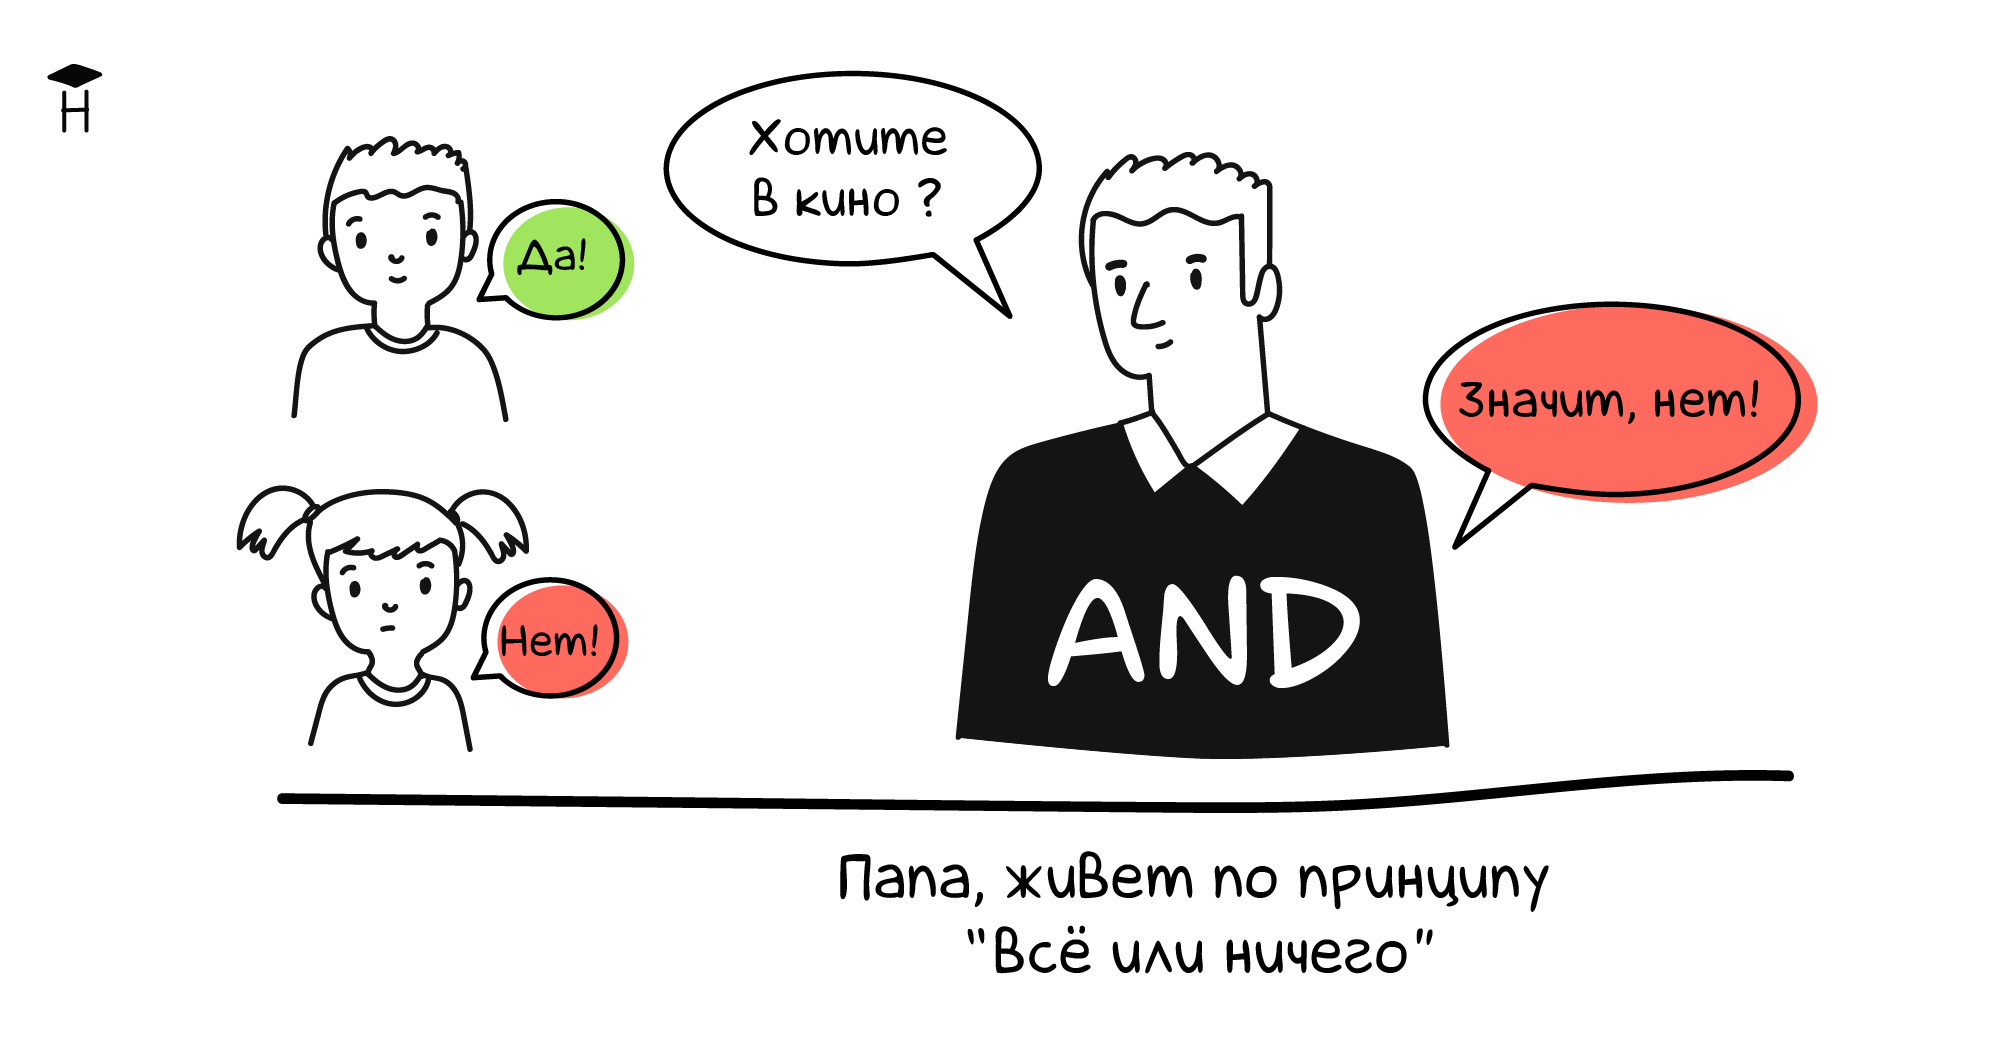 H
Хотите
в кино ?
Да!
Значит, нет!
Нет!
AND
Папа, живет по принципу
"Всё или ничего"